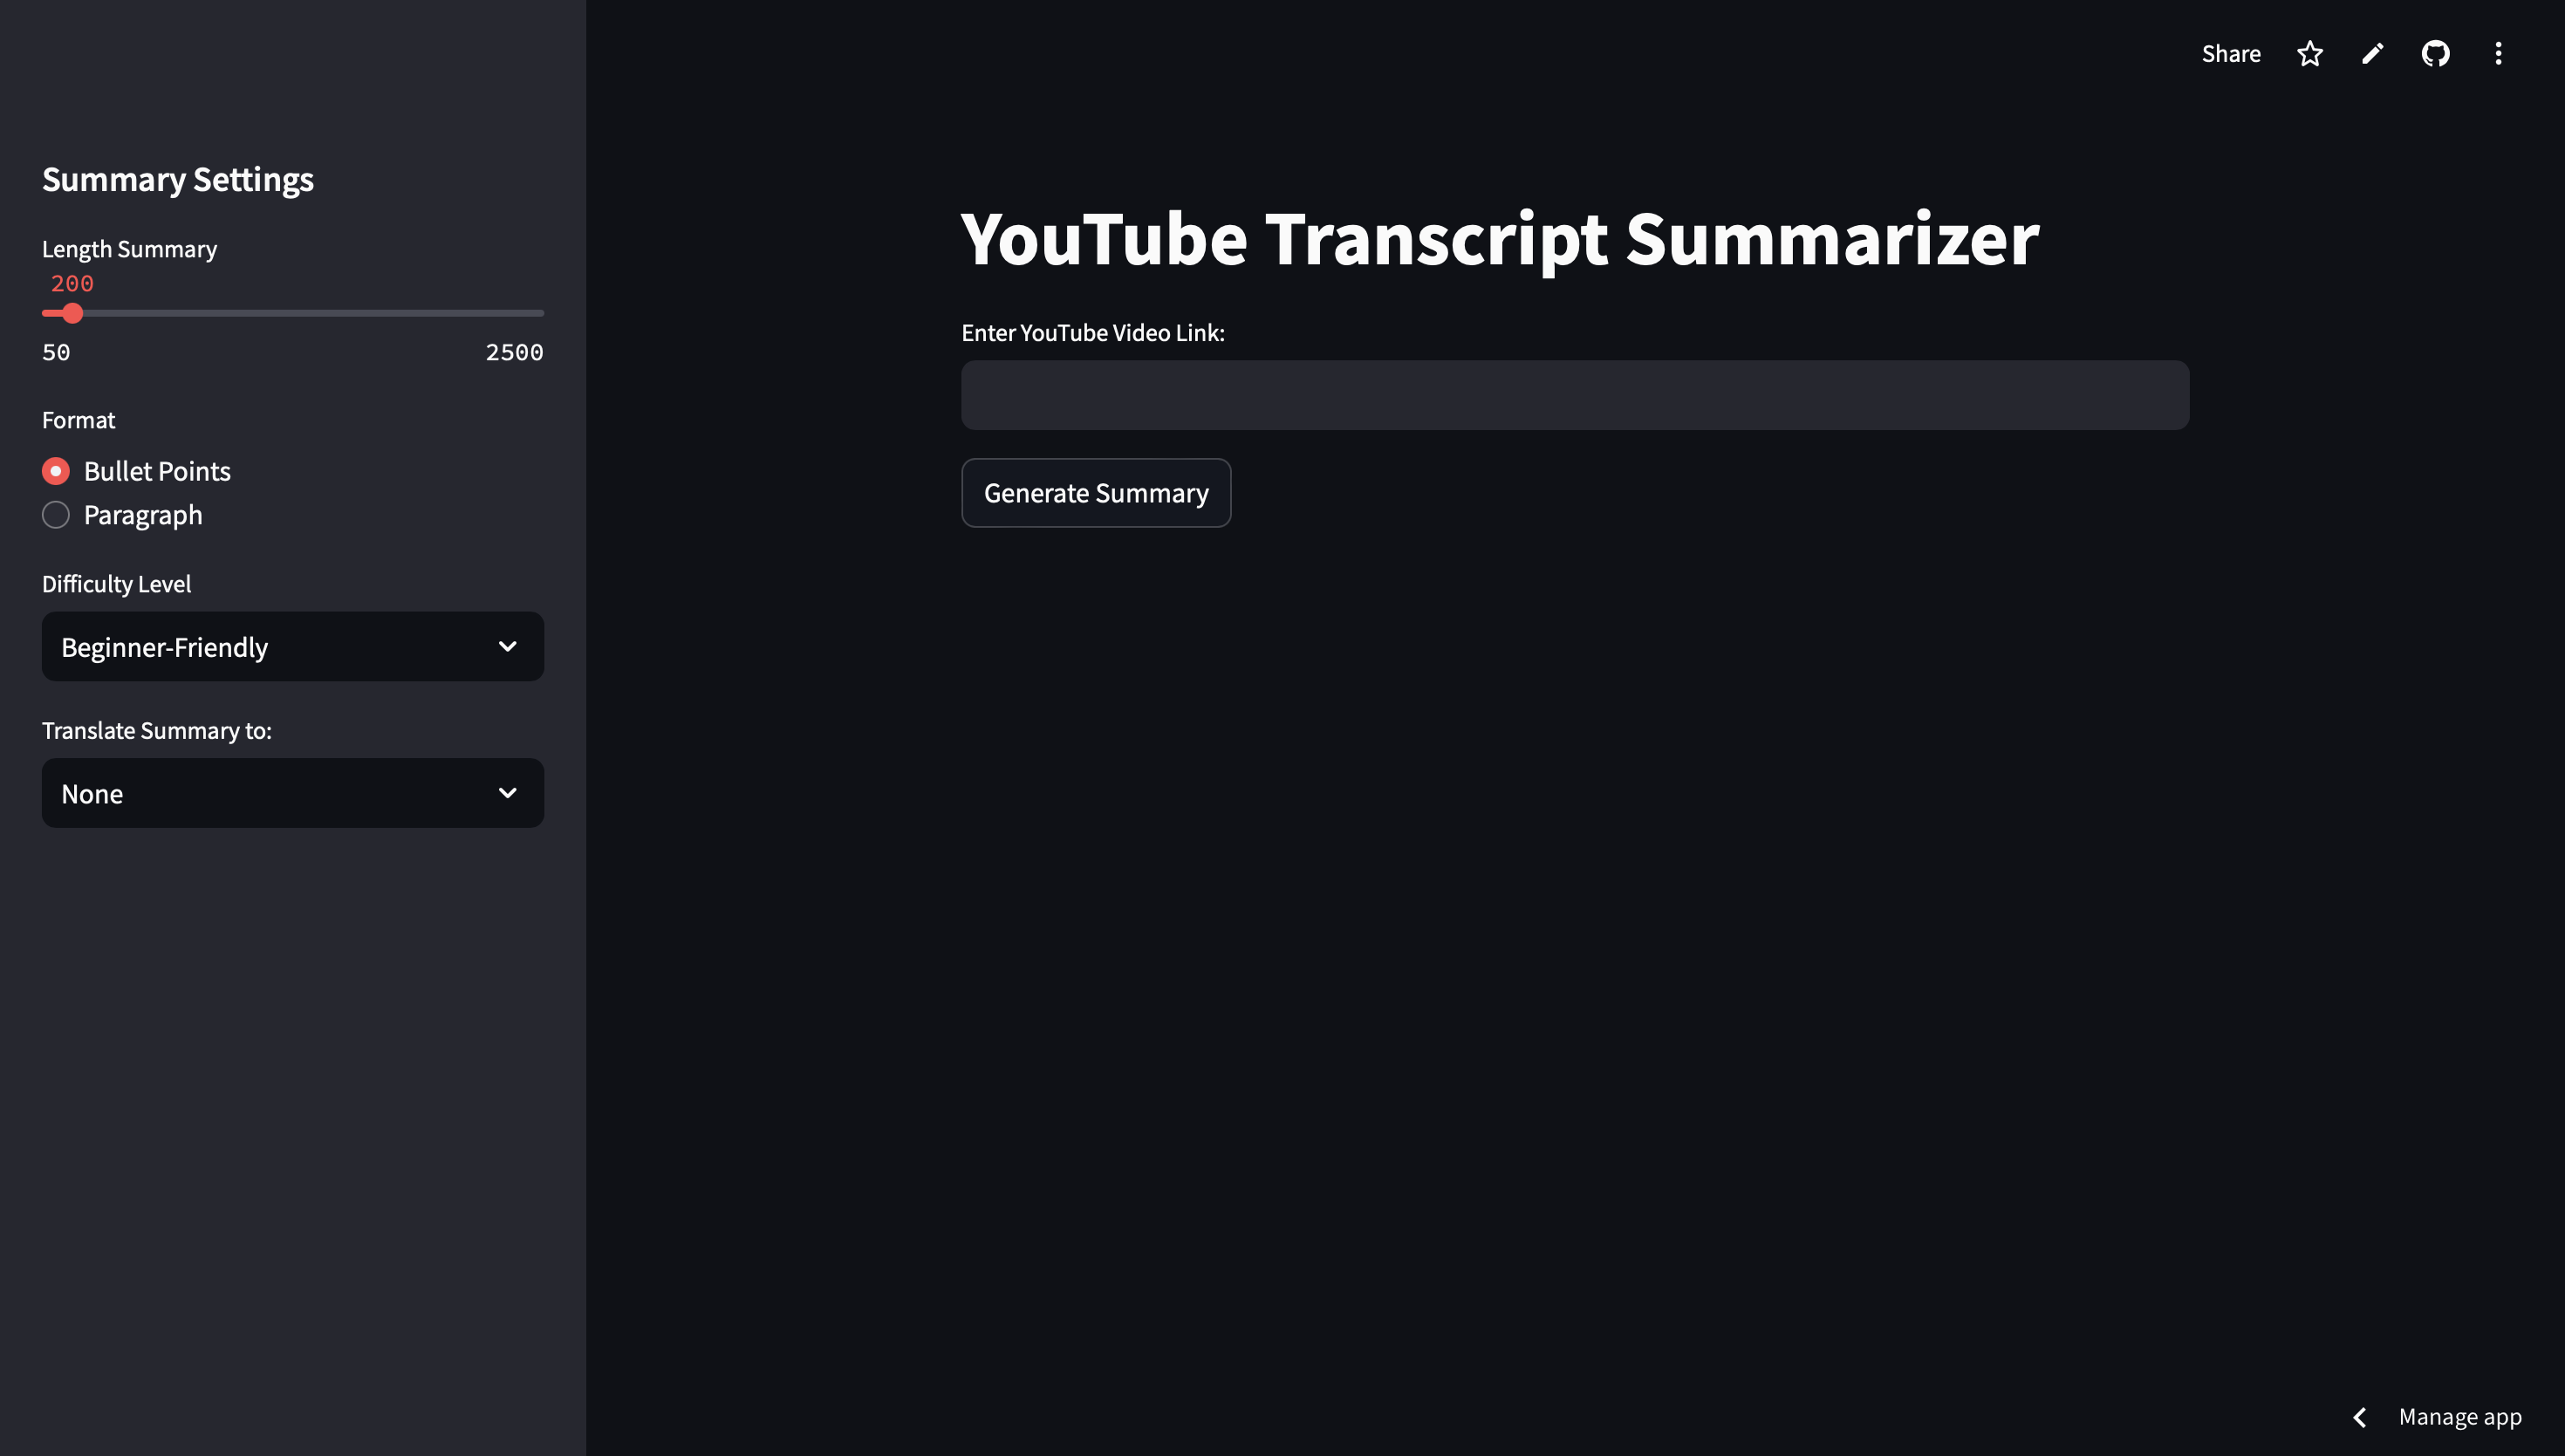 Share
Summary Settings
Length Summary
200
50 2500
Format
Bullet Points
Paragraph
Difficulty Level
Beginner-Friendly
Translate Summary to:
None
YouTube Transcript Summarizer
Enter YouTube Video Link:
Generate Summary
Manage app